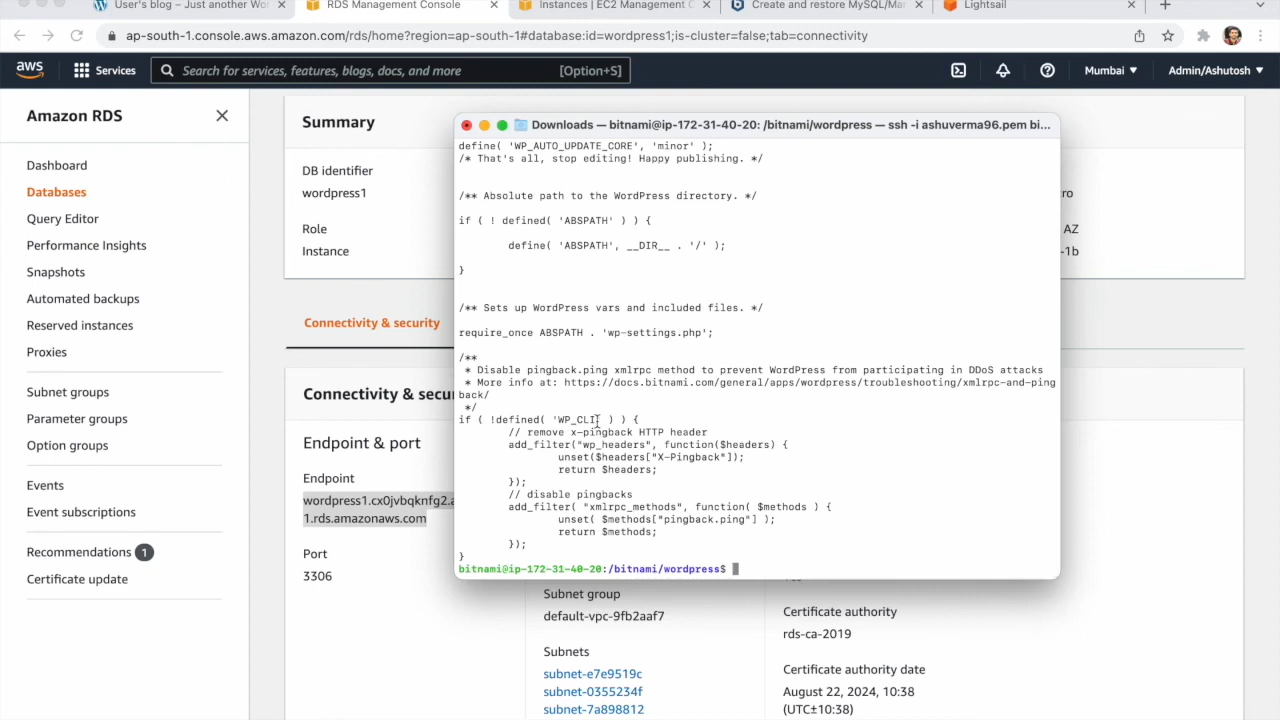 User's blog – Just another Wo
RDS Management Console
Instances | EC2 Management C
Create and restore MySQL/Mar
Lightsail
ap-south-1.console.aws.amazon.com/rds/home?region=ap-south-1#database:id=wordpress1;is-cluster=false;tab=connectivity
aws
Services
Search for services, features, blogs, docs, and more
[Option+S]
Mumbai
Admin/Ashutosh
Amazon RDS
Dashboard
Databases
Query Editor
Performance Insights
Snapshots
Automated backups
Reserved instances
Proxies
Subnet groups
Parameter groups
Option groups
Events
Event subscriptions
Recommendations 1
Certificate update
Summary
DB identifier
wordpress1
Role
Instance
AZ
-1b
Connectivity & security
Connectivity & secu
Endpoint & port
Endpoint
wordpress1.cx0jvbqknfg2.a
1.rds.amazonaws.com
Port
3306
Downloads — bitnami@ip-172-31-40-20: /bitnami/wordpress — ssh -i ashuverma96.pem bi...
define( 'WP_AUTO_UPDATE_CORE', 'minor' );
/* That's all, stop editing! Happy publishing. */
/** Absolute path to the WordPress directory. */
if ( ! defined( 'ABSPATH' ) ) {
define( 'ABSPATH', __DIR__ . '/' );
}
/** Sets up WordPress vars and included files. */
require_once ABSPATH . 'wp-settings.php';
/**
* Disable pingback.ping xmlrpc method to prevent WordPress from participating in DDoS attacks
* More info at: https://docs.bitnami.com/general/apps/wordpress/troubleshooting/xmlrpc-and-ping
back/
*/
if ( !defined( 'WP_CLI' ) ) {
// remove x-pingback HTTP header
add_filter("wp_headers", function($headers) {
unset($headers["X-Pingback"]);
return $headers;
});
// disable pingbacks
add_filter( "xmlrpc_methods", function( $methods ) {
unset( $methods["pingback.ping"] );
return $methods;
});
}
bitnami@ip-172-31-40-20:/bitnami/wordpress$
Subnet group
default-vpc-9fb2aaf7
Subnets
subnet-e7e9519c
subnet-0355234f
subnet-7a898812
Certificate authority
rds-ca-2019
Certificate authority date
August 22, 2024, 10:38
(UTC±10:38)